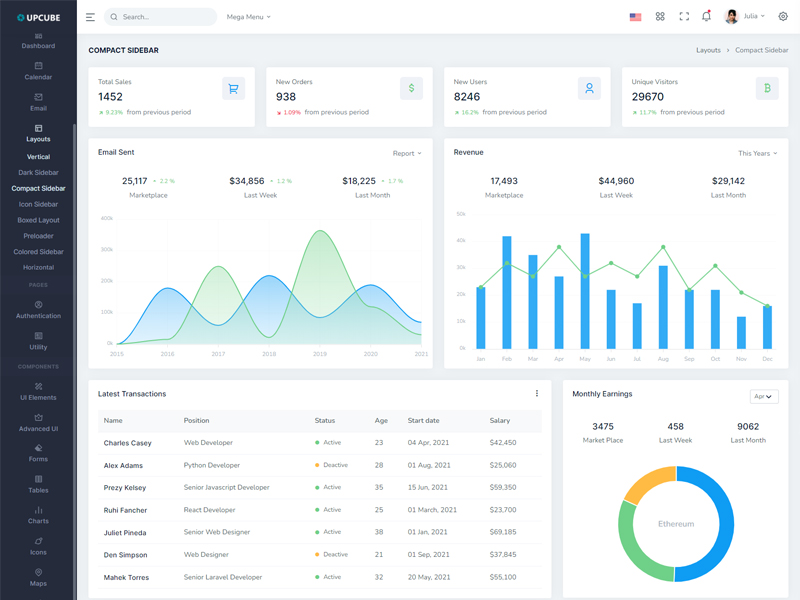 UPCUBE
Search...
Mega Menu
Julia
Dashboard
Calendar
Email
Layouts
Vertical
Dark Sidebar
Compact Sidebar
Icon Sidebar
Boxed Layout
Preloader
Colored Sidebar
Horizontal
PAGES
Authentication
Utility
COMPONENTS
UI Elements
Advanced UI
Forms
Tables
Charts
Icons
Maps
COMPACT SIDEBAR
Layouts > Compact Sidebar
Total Sales
1452
9.23% from previous period
New Orders
938
1.09% from previous period
New Users
8246
16.2% from previous period
Unique Visitors
29670
11.7% from previous period
Email Sent
Report
25,117 2.2 %
Marketplace
$34,856 1.2 %
Last Week
$18,225 1.7 %
Last Month
400k
300k
200k
100k
0k
2015 2016 2017 2018 2019 2020 2021
Revenue
This Years
17,493
Marketplace
$44,960
Last Week
$29,142
Last Month
50k
40k
30k
20k
10k
0k
Jan Feb Mar Apr May Jun Jul Aug Sep Oct Nov Dec
Latest Transactions
Name Position Status Age Start date Salary
Charles Casey Web Developer Active 23 04 Apr, 2021 $42,450
Alex Adams Python Developer Deactive 28 01 Aug, 2021 $25,060
Prezy Kelsey Senior Javascript Developer Active 35 15 Jun, 2021 $59,350
Ruhi Fancher React Developer Active 25 01 March, 2021 $23,700
Juliet Pineda Senior Web Designer Active 38 01 Jan, 2021 $69,185
Den Simpson Web Designer Deactive 21 01 Sep, 2021 $37,845
Mahek Torres Senior Laravel Developer Active 32 20 May, 2021 $55,100
Monthly Earnings
Apr
3475
Market Place
458
Last Week
9062
Last Month
Ethereum